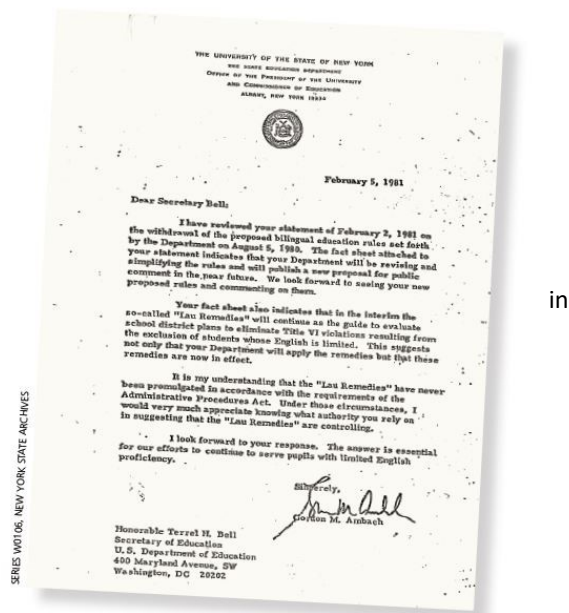 THE UNIVERSITY OF THE STATE OF NEW YORK
THE STATE EDUCATION DEPARTMENT
OFFICE OF THE PRESIDENT OF THE UNIVERSITY
AND COMMISSIONER OF EDUCATION
ALBANY, NEW YORK 12234
February 5, 1981
Dear Secretary Bell:
I have reviewed your statement of February 2, 1981 on
the withdrawal of the proposed bilingual education rules set forth
by the Department on August 5, 1980. The fact sheet attached to
your statement indicates that your Department will be revising and
simplifying the rules and will publish a new proposal for public
comment in the near future. We look forward to seeing your new
proposed rules and commenting on them.
Your fact sheet also indicates that in the interim the
so-called "Lau Remedies" will continue as the guide to evaluate
school district plans to eliminate Title VI violations resulting from
the exclusion of students whose English is limited. This suggests
not only that your Department will apply the remedies but that these
remedies are now in effect.
It is my understanding that the "Lau Remedies" have never
been promulgated in accordance with the requirements of the
Administrative Procedures Act. Under those circumstances, I
would very much appreciate knowing what authority you rely on
in suggesting that the "Lau Remedies" are controlling.
I look forward to your response. The answer is essential
for our efforts to continue to serve pupils with limited English
proficiency.
Sincerely,
Gordon M. Ambach
Honorable Terrel H. Bell
Secretary of Education
U.S. Department of Education
400 Maryland Avenue, SW
Washington, DC 20202
SERIES W0106, NEW YORK STATE ARCHIVES
in